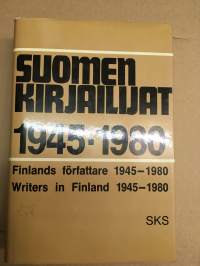 SUOMEN
KIRJAILIJAT
1945-1980
Finlands författare 1945–1980
Writers in Finland 1945–1980
SKS